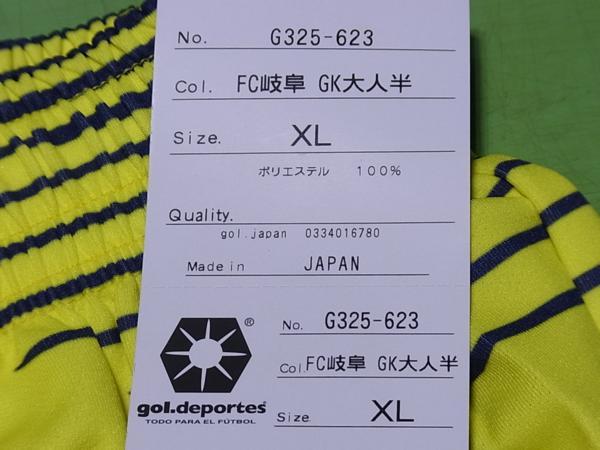 No. G325-623
Col. FC岐阜 GK大人半
Size. XL
ポリエステル 100%
Quality.
gol.japan 0334016780
Made in JAPAN
No. G325-623
Col. FC岐阜 GK大人半
Size XL
®
gol.deportes
TODO PARA EL FÚTBOL